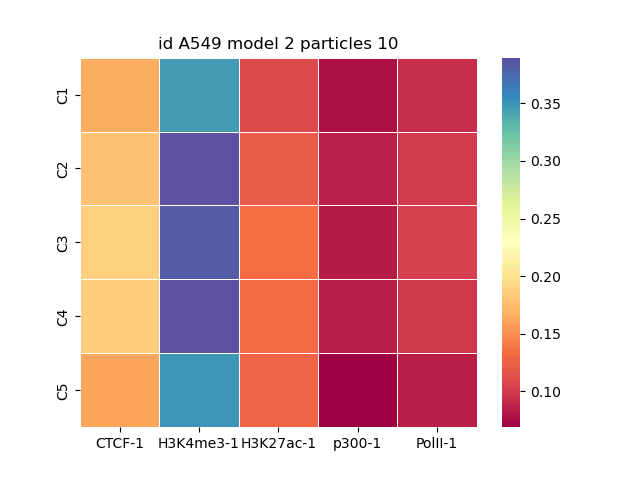 id A549 model 2 particles 10
C1
C2
C3
C4
C5
CTCF-1 H3K4me3-1 H3K27ac-1 p300-1 PolII-1
0.35
0.30
0.25
0.20
0.15
0.10